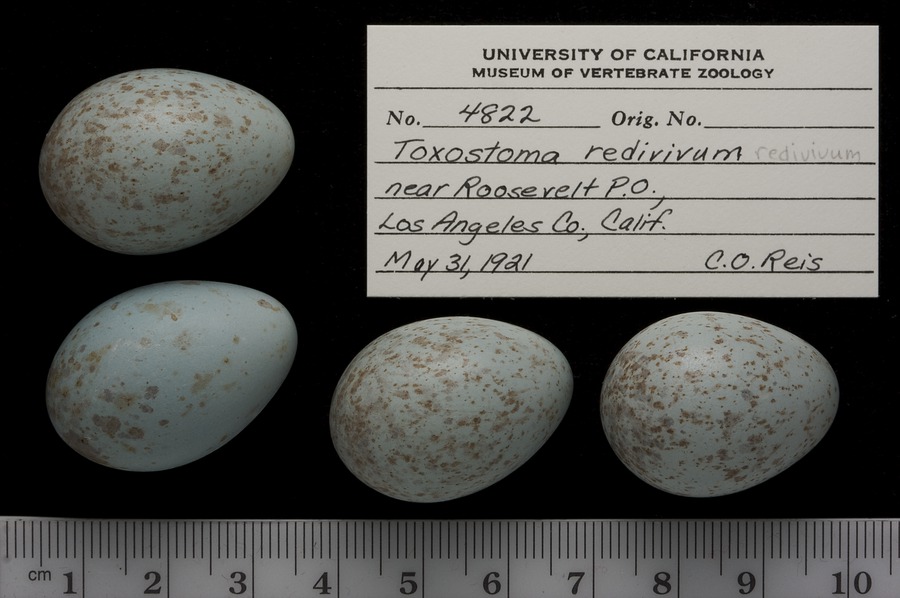 UNIVERSITY OF CALIFORNIA
MUSEUM OF VERTEBRATE ZOOLOGY
No. 4822 Orig. No.
Toxostoma redivivum redivivum
near Roosevelt P.O.,
Los Angeles Co., Calif.
May 31, 1921 C.O. Reis
cm 1 2 3 4 5 6 7 8 9 10